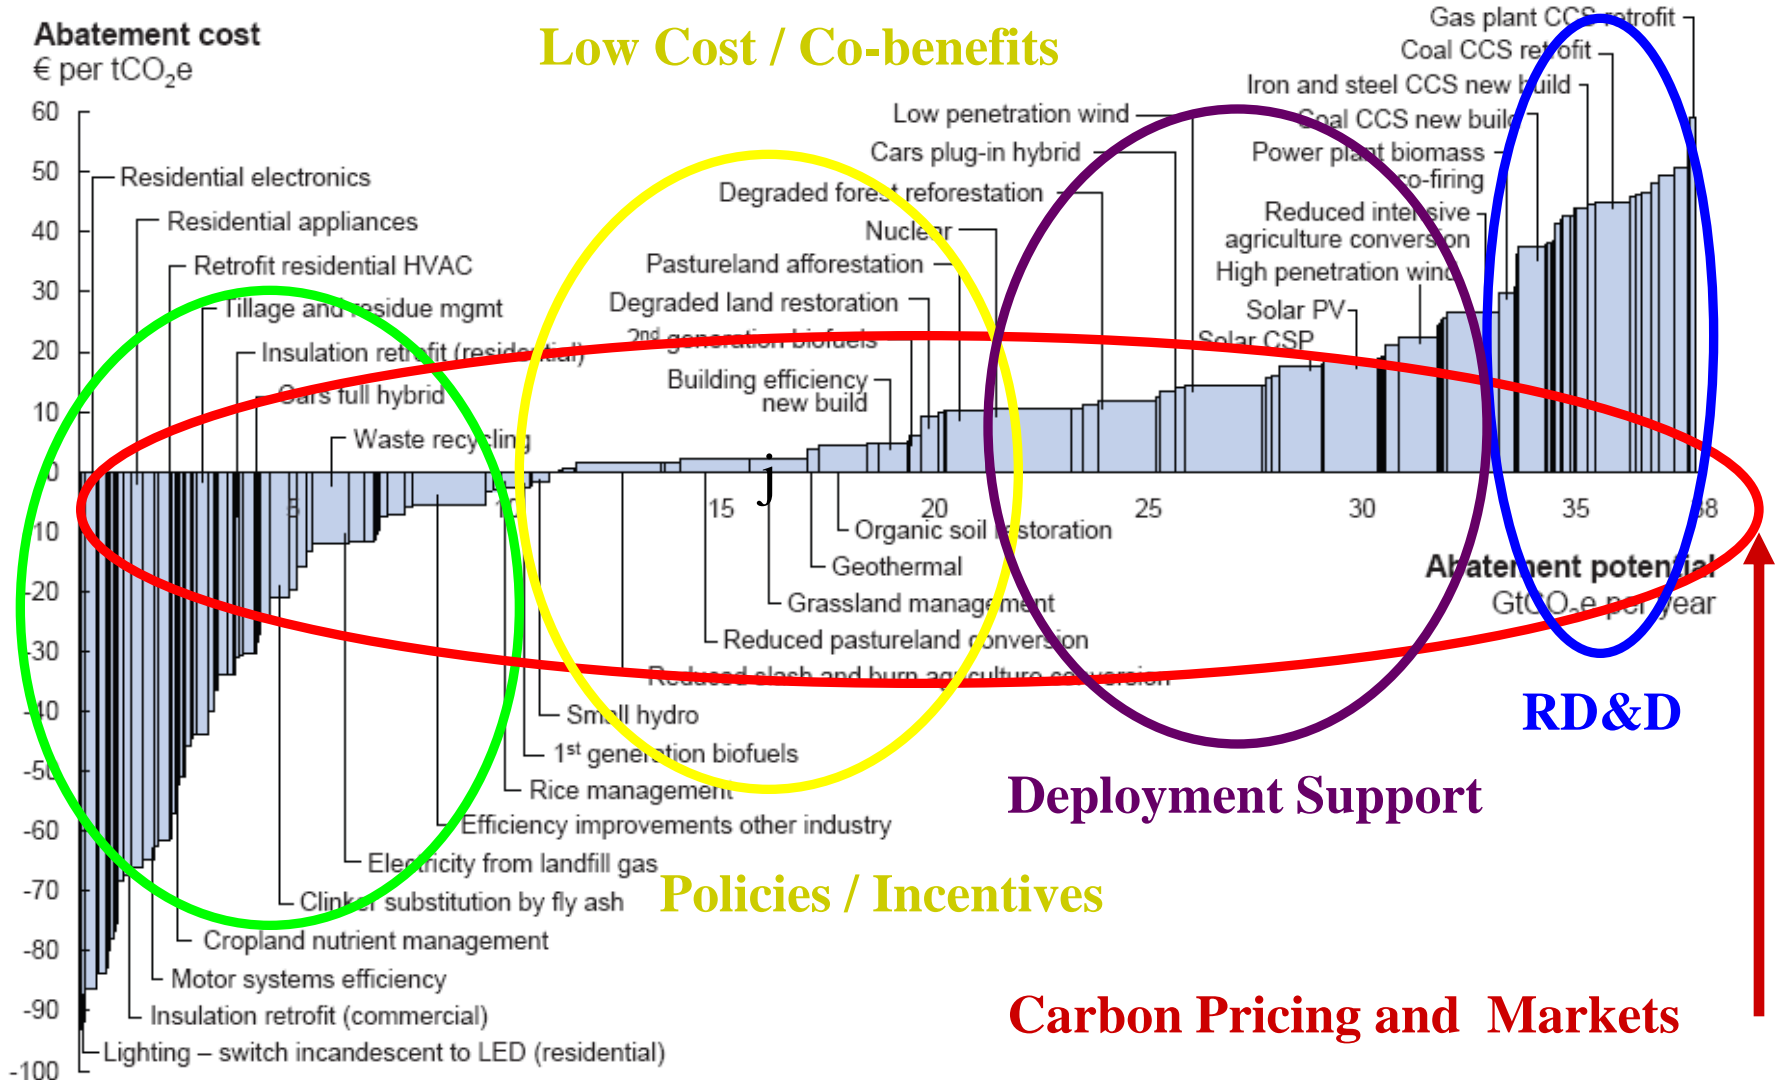 Abatement cost
€ per tCO₂e
Low Cost / Co-benefits
Gas plant CCS retrofit
Coal CCS retrofit
Iron and steel CCS new build
Coal CCS new build
Power plant biomass
co-firing
Reduced intensive
agriculture conversion
High penetration wind
Solar PV
Solar CSP
Low penetration wind
Cars plug-in hybrid
Degraded forest reforestation
Nuclear
Pastureland afforestation
Degraded land restoration
2nd generation biofuels
Building efficiency
new build
Residential electronics
Residential appliances
Retrofit residential HVAC
Tillage and residue mgmt
Insulation retrofit (residential)
Cars full hybrid
Waste recycling
60
50
40
30
20
10
0
-10
-20
-30
-40
-50
-60
-70
-80
-90
-100
5
10
15
20
25
30
35
38
j
Abatement potential
GtCO₂e per year
Organic soil restoration
Geothermal
Grassland management
Reduced pastureland conversion
Reduced slash and burn agriculture conversion
Small hydro
1st generation biofuels
Rice management
Efficiency improvements other industry
Electricity from landfill gas
Clinker substitution by fly ash
Cropland nutrient management
Motor systems efficiency
Insulation retrofit (commercial)
Lighting – switch incandescent to LED (residential)
RD&D
Deployment Support
Policies / Incentives
Carbon Pricing and Markets